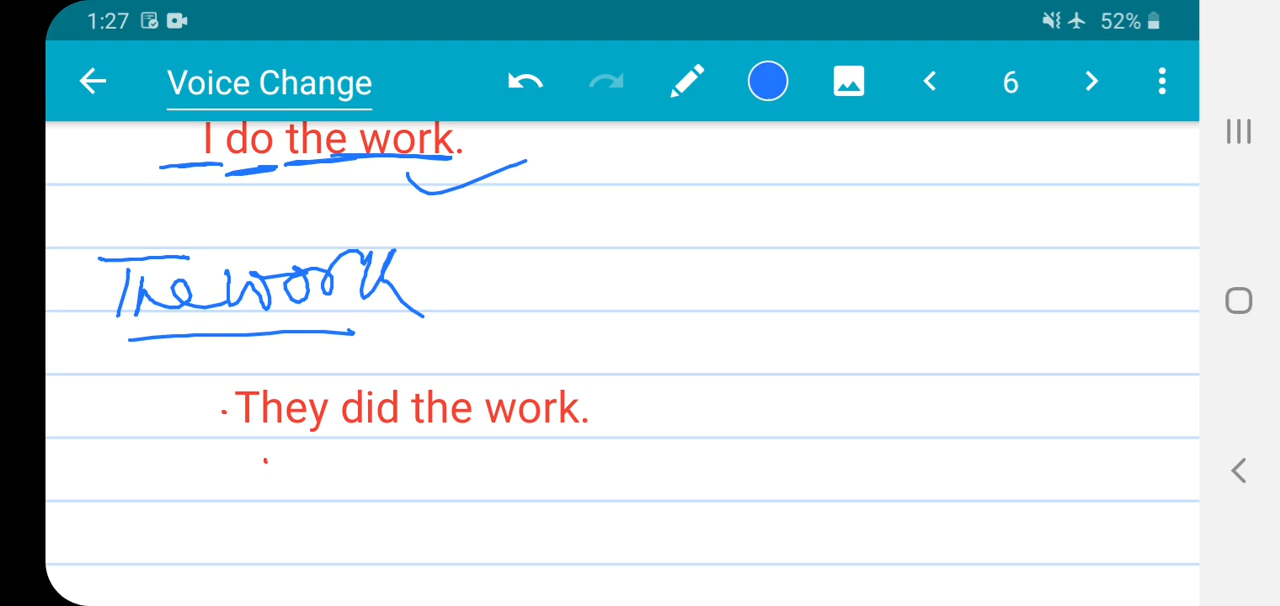 1:27 52%
Voice Change 6
I do the work.
The work
They did the work.